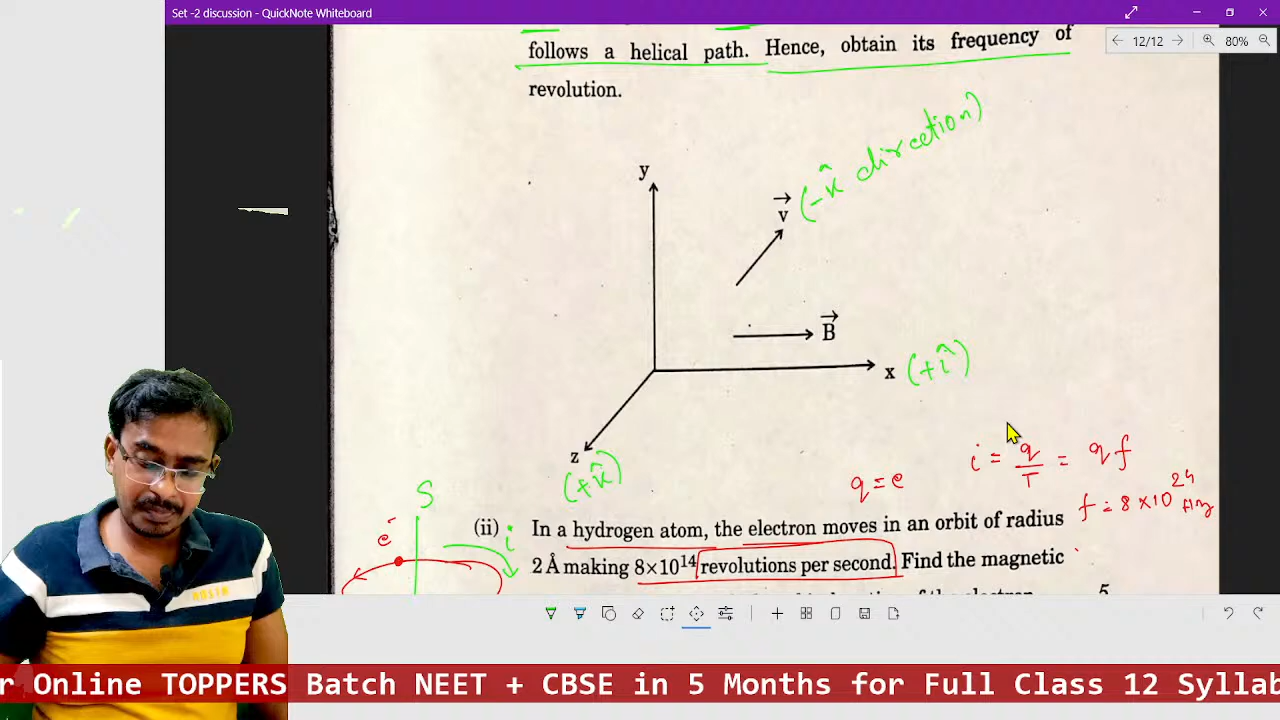 Set -2 discussion - QuickNote Whiteboard
12/12
80%
follows a helical path. Hence, obtain its frequency of
revolution.
y
v
(-k̂ direction)
B
x (+î)
z
(+k̂)
q = e
i = q/T = qf
f = 8×10²⁴ Hz
S
e⁻
i
(ii) In a hydrogen atom, the electron moves in an orbit of radius
2 Å making 8×10¹⁴ revolutions per second. Find the magnetic
5
r Online TOPPERS Batch NEET + CBSE in 5 Months for Full Class 12 Syllab